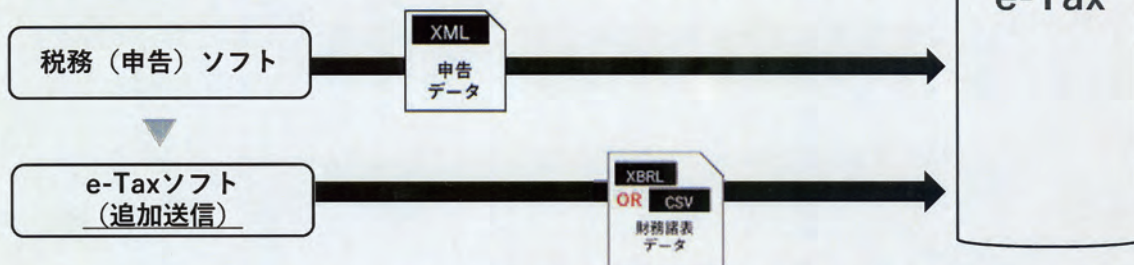 e-Tax
XML
税務（申告）ソフト
申告
データ
e-Taxソフト
（追加送信）
XBRL
OR CSV
財務諸表
データ